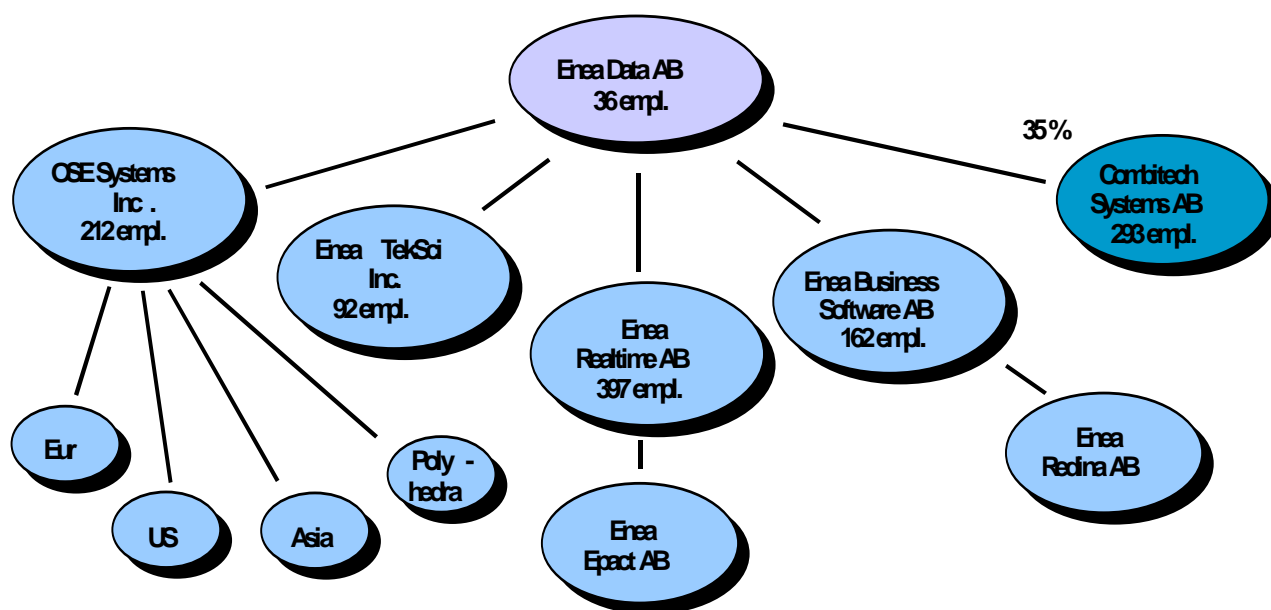 Enea Data AB
36 empl.
35%
OSE Systems
Inc .
212 empl.
Combitech
Systems AB
293 empl.
Enea TekSci
Inc.
92 empl.
Enea Business
Software AB
162 empl.
Enea
Realtime AB
397 empl.
Eur
Poly -
hedra
Enea
Redina AB
US
Asia
Enea
Epact AB